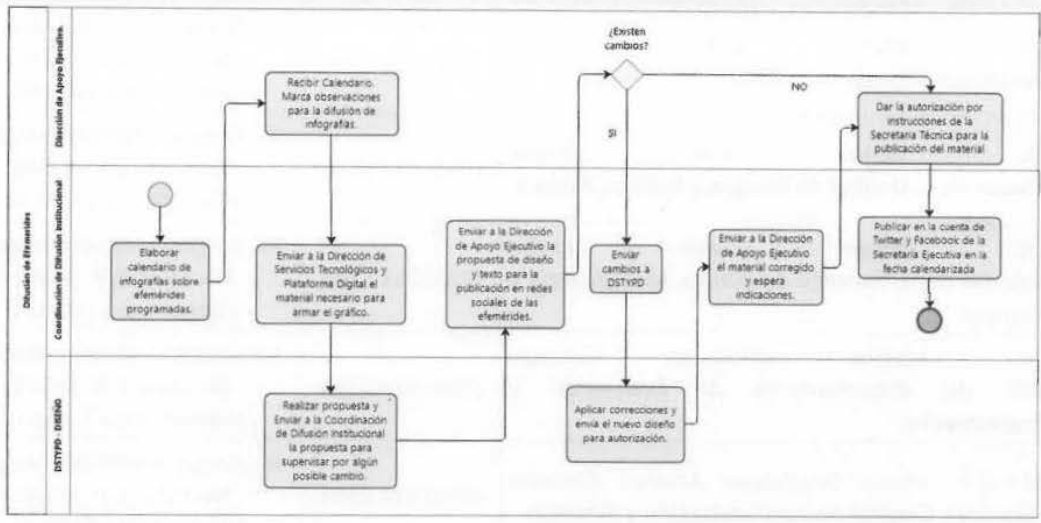 Difusión de Efemerides
Dirección de Apoyo Ejecutivo.
Recibir Calendario.
Marca observaciones
para la difusión de
infografías.
¿Existen
cambios?
NO
SI
Dar la autorización por
instrucciones de la
Secretaria Técnica para la
publicación del material
Coordinación de Difusión Institucional
Elaborar
calendario de
infografías sobre
efemérides
programadas.
Enviar a la Dirección de
Servicios Tecnológicos y
Plataforma Digital el
material necesario para
armar el gráfico.
Enviar a la Dirección
de Apoyo Ejecutivo la
propuesta de diseño
y texto para la
publicación en redes
sociales de las
efemérides.
Enviar
cambios a
DSTYPD
Enviar a la Dirección
de Apoyo Ejecutivo
el material corregido
y espera
indicaciones.
Publicar en la cuenta de
Twitter y Facebook de la
Secretaría Ejecutiva en la
fecha calendarizada
DSTYPD - DISEÑO
Realizar propuesta y
Enviar a la Coordinación
de Difusión Institucional
la propuesta para
supervisar por algún
posible cambio.
Aplicar correcciones y
envía el nuevo diseño
para autorización.